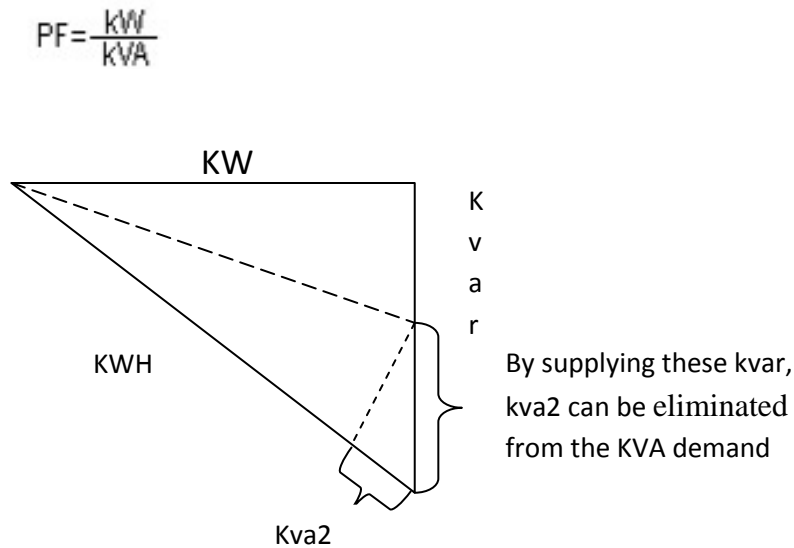 PF=kW/kVA
KW
K
v
a
r
KWH
By supplying these kvar,
kva2 can be eliminated
from the KVA demand
Kva2